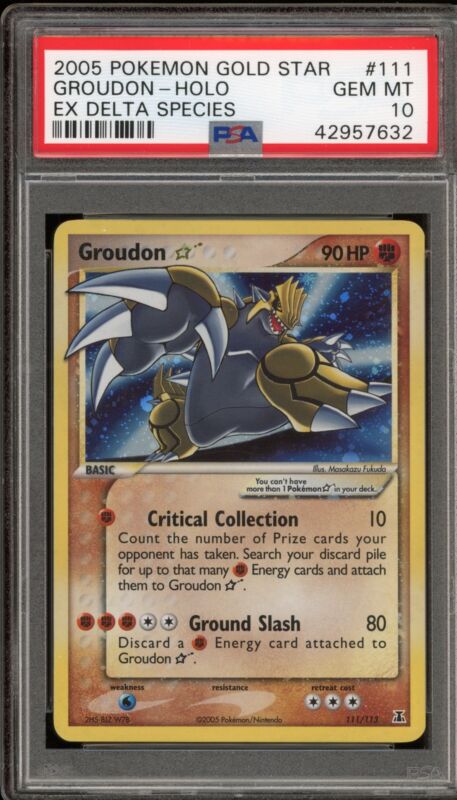 2005 POKEMON GOLD STAR #111
GROUDON - HOLO GEM MT
EX DELTA SPECIES 10
PSA 42957632
Groudon ☆ 90 HP
BASIC Illus. Masakazu Fukuda
You can't have
more than 1 Pokémon☆ in your deck.
Critical Collection 10
Count the number of Prize cards your
opponent has taken. Search your discard pile
for up to that many Energy cards and attach
them to Groudon ☆.
Ground Slash 80
Discard a Energy card attached to
Groudon ☆.
weakness resistance retreat cost
©2005 Pokémon/Nintendo 111/113
PSA